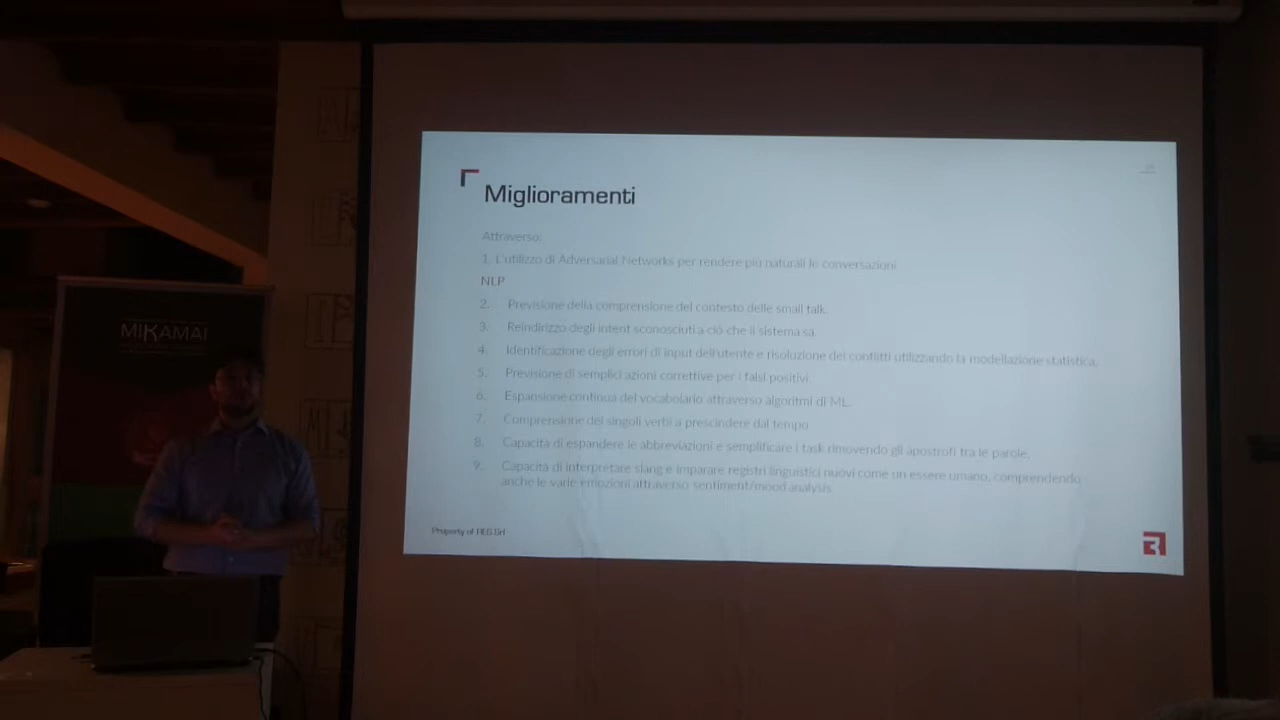 MIKAMAI
Miglioramenti
Attraverso:
1. L'utilizzo di Adversarial Networks per rendere più naturali le conversazioni
NLP
2. Previsione della comprensione del contesto delle small talk.
3. Reindirizzo degli intent sconosciuti a ciò che il sistema sa.
4. Identificazione degli errori di input dell'utente e risoluzione dei conflitti utilizzando la modellazione statistica.
5. Previsione di semplici azioni correttive per i falsi positivi.
6. Espansione continua del vocabolario attraverso algoritmi di ML.
7. Comprensione dei singoli verbi a prescindere dal tempo
8. Capacità di espandere le abbreviazioni e semplificare i task rimuovendo gli apostrofi tra le parole.
9. Capacità di interpretare slang e imparare registri linguistici nuovi come un essere umano, comprendendo
anche le varie emozioni attraverso sentiment/mood analysis.
Property of Srl